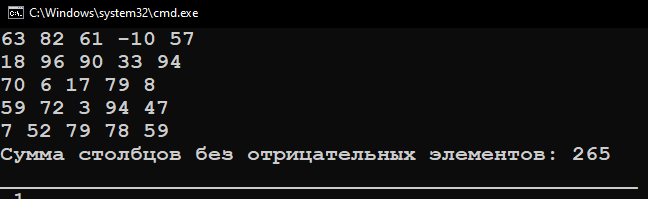 C:\Windows\system32\cmd.exe
63 82 61 -10 57
18 96 90 33 94
70 6 17 79 8
59 72 3 94 47
7 52 79 78 59
Сумма столбцов без отрицательных элементов: 265
1